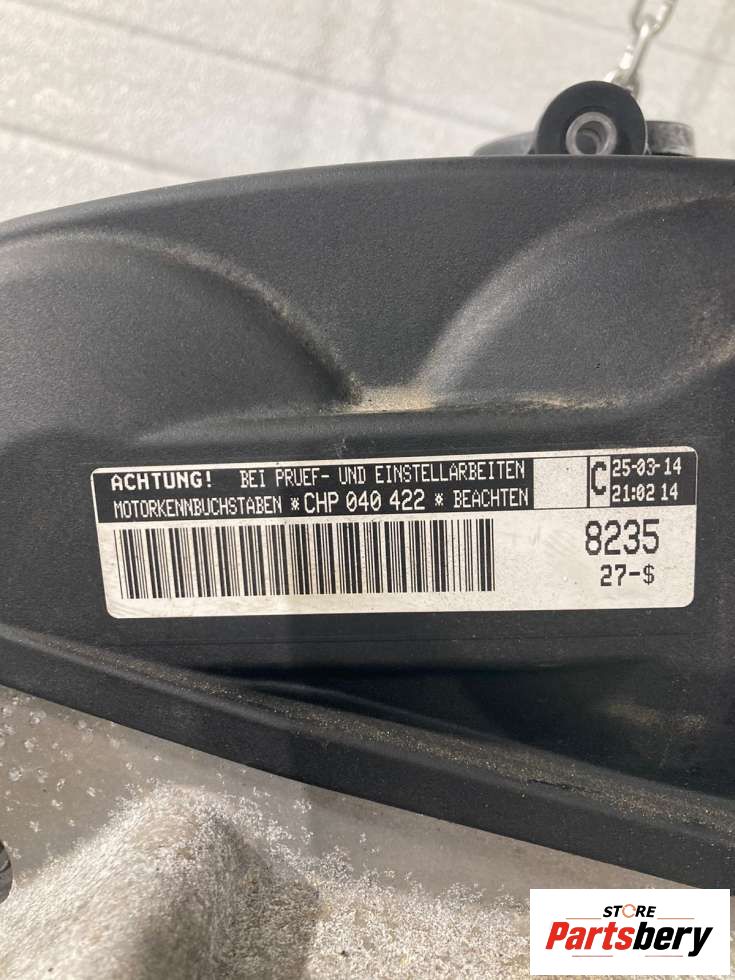 ACHTUNG! BEI PRUEF- UND EINSTELLARBEITEN
MOTORKENNBUCHSTABEN *CHP 040 422* BEACHTEN
C
25-03-14
21:02 14
8235
27-$
STORE
Partsbery